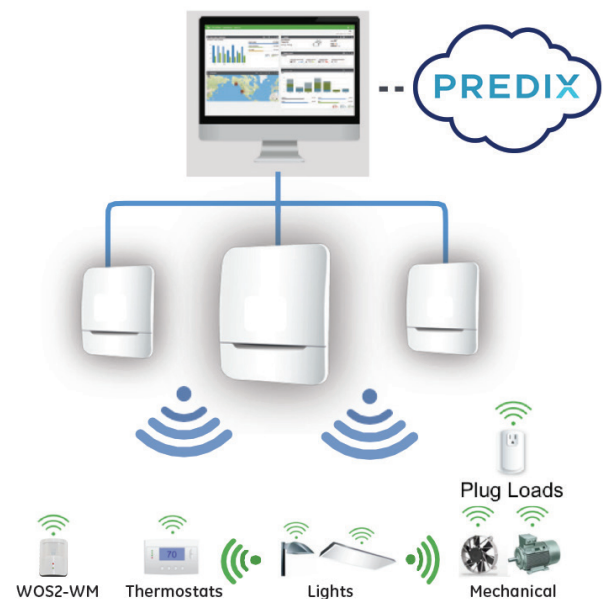 PREDIX
Plug Loads
70
WOS2-WM
Thermostats
Lights
Mechanical